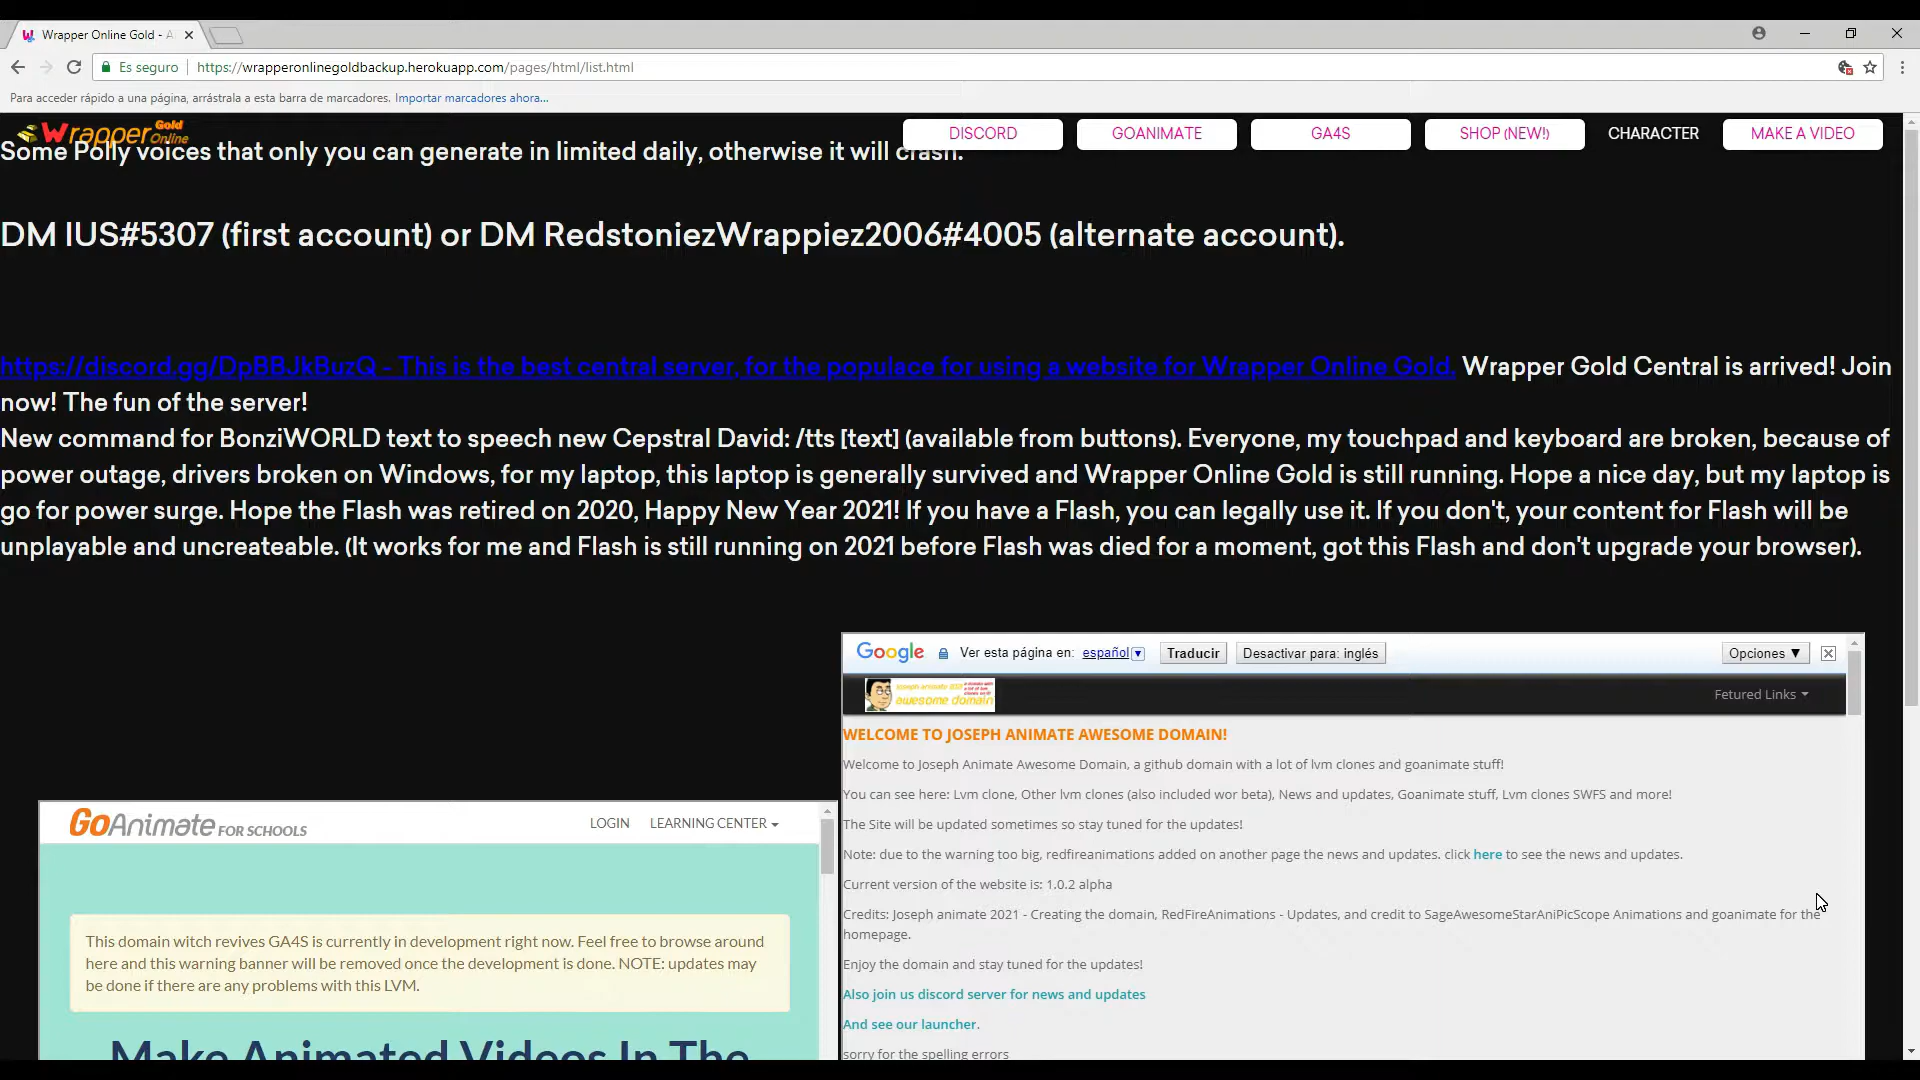 Wrapper Online Gold - A
Es seguro
https://wrapperonlinegoldbackup.herokuapp.com/pages/html/list.html
Para acceder rápido a una página, arrástrala a esta barra de marcadores. Importar marcadores ahora...
Wrapper Gold Online
DISCORD
GOANIMATE
GA4S
SHOP (NEW!)
CHARACTER
MAKE A VIDEO
Some Polly voices that only you can generate in limited daily, otherwise it will crash.
DM IUS#5307 (first account) or DM RedstoniezWrappiez2006#4005 (alternate account).
https://discord.gg/DpBBJkBuzQ - This is the best central server, for the populace for using a website for Wrapper Online Gold. Wrapper Gold Central is arrived! Join
now! The fun of the server!
New command for BonziWORLD text to speech new Cepstral David: /tts [text] (available from buttons). Everyone, my touchpad and keyboard are broken, because of
power outage, drivers broken on Windows, for my laptop, this laptop is generally survived and Wrapper Online Gold is still running. Hope a nice day, but my laptop is
go for power surge. Hope the Flash was retired on 2020, Happy New Year 2021! If you have a Flash, you can legally use it. If you don't, your content for Flash will be
unplayable and uncreateable. (It works for me and Flash is still running on 2021 before Flash was died for a moment, got this Flash and don't upgrade your browser).
Google
Ver esta página en: español
Traducir
Desactivar para: inglés
Opciones ▼
awesome domain
Fetured Links
WELCOME TO JOSEPH ANIMATE AWESOME DOMAIN!
Welcome to Joseph Animate Awesome Domain, a github domain with a lot of lvm clones and goanimate stuff!
You can see here: Lvm clone, Other lvm clones (also included wor beta), News and updates, Goanimate stuff, Lvm clones SWFS and more!
The Site will be updated sometimes so stay tuned for the updates!
Note: due to the warning too big, redfireanimations added on another page the news and updates. click here to see the news and updates.
Current version of the website is: 1.0.2 alpha
Credits: Joseph animate 2021 - Creating the domain, RedFireAnimations - Updates, and credit to SageAwesomeStarAniPicScope Animations and goanimate for the
homepage.
Enjoy the domain and stay tuned for the updates!
Also join us discord server for news and updates
And see our launcher.
sorry for the spelling errors
GoAnimate FOR SCHOOLS
LOGIN
LEARNING CENTER
This domain witch revives GA4S is currently in development right now. Feel free to browse around
here and this warning banner will be removed once the development is done. NOTE: updates may
be done if there are any problems with this LVM.
Make Animated Videos In The